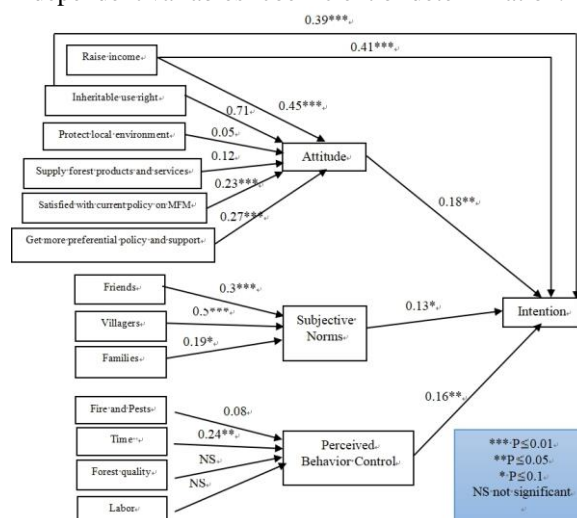 0.39***
0.41***
Raise income
0.45***
Inheritable use right
0.71
Protect local environment
0.05
Attitude
0.12
Supply forest products and services
0.23***
Satisfied with current policy on MFM
0.18**
0.27***
Get more preferential policy and support
Friends
0.3***
Villagers
0.5***
Subjective
Norms
0.13*
Intention
Families
0.19*
0.16**
Fire and Pests
0.08
Time
0.24**
Perceived
Behavior Control
Forest quality
NS
NS
Labor
*** P≦0.01
**P≦0.05
* P≦0.1
NS not significant